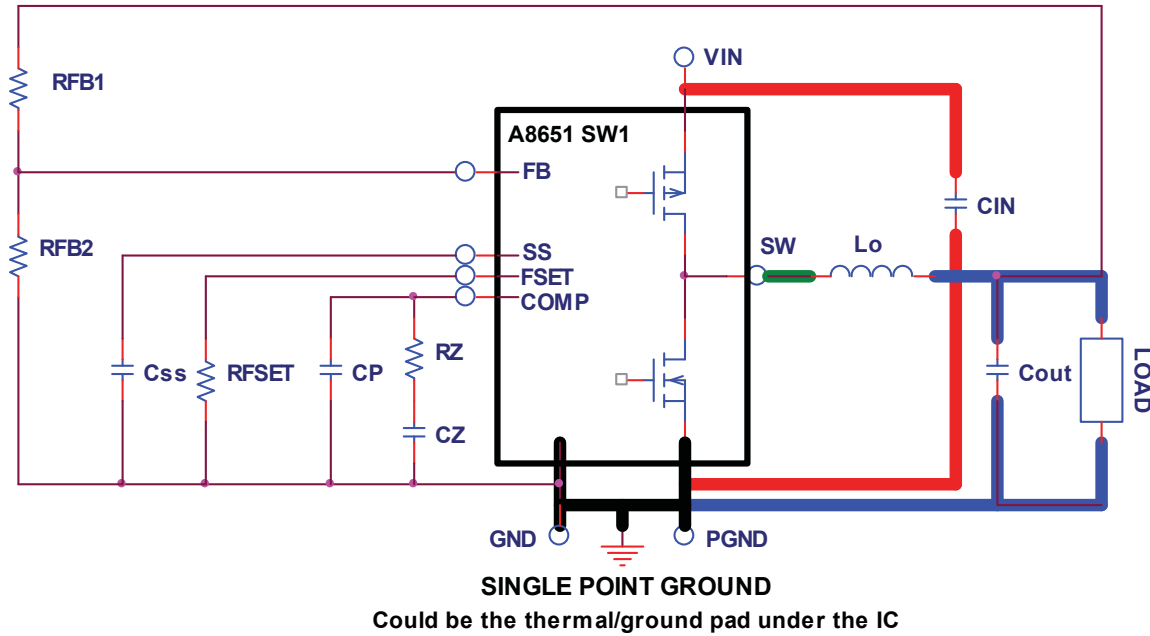 VIN
RFB1
A8651 SW1
FB
CIN
RFB2
SS
SW
Lo
FSET
COMP
RZ
Css
RFSET
CP
Cout
LOAD
CZ
GND
PGND
SINGLE POINT GROUND
Could be the thermal/ground pad under the IC